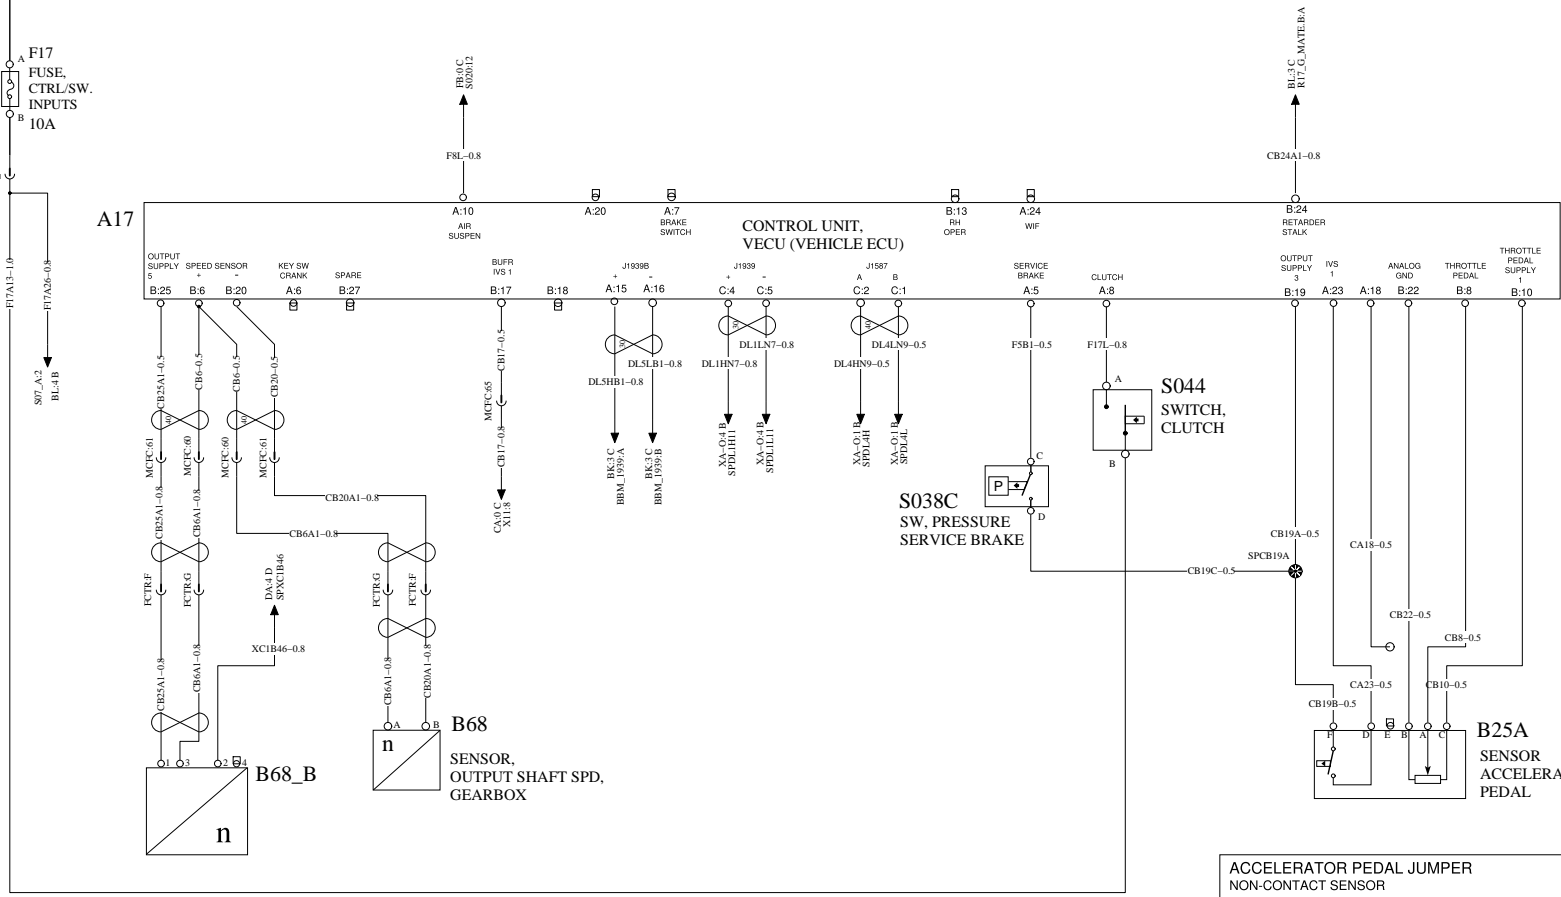 F17
A
FUSE,
CTRL/SW.
INPUTS
B
10A
FB:0 C
S020:12
BL:3 C
R17_G_MATE.B:A
F8L–0.8
CB24A1–0.8
A17
A:10
AIR
SUSPEN
A:20
A:7
BRAKE
SWITCH
CONTROL UNIT,
VECU (VEHICLE ECU)
B:13
RH
OPER
A:24
WIF
B:24
RETARDER
STALK
OUTPUT
SUPPLY
5
B:25
SPEED SENSOR
+
–
B:6
B:20
KEY SW
CRANK
A:6
SPARE
B:27
BUFR
IVS 1
B:17
B:18
J1939B
+
–
A:15
A:16
J1939
+
–
C:4
C:5
J1587
A
B
C:2
C:1
SERVICE
BRAKE
A:5
CLUTCH
A:8
OUTPUT
SUPPLY
3
B:19
IVS
1
A:23
A:18
ANALOG
GND
B:22
THROTTLE
PEDAL
B:8
THROTTLE
PEDAL
SUPPLY
1
B:10
F17A13–1.0
F17A26–0.8
S07_A:2
BL:4 B
CB25A1–0.5
CB6–0.5
CB6–0.5
CB20–0.5
40
40
MCFC:61
MCFC:60
MCFC:60
MCFC:61
CB17–0.5
MCFC:65
CB17–0.8
CA:0 C
X11:8
30
DL5LB1–0.8
DL5HB1–0.8
BK:3 C
BBM_1939:A
BK:3 C
BBM_1939:B
30
DL1LN7–0.8
DL1HN7–0.8
XA–O:4 B
SPDL1H11
XA–O:4 B
SPDL1L11
40
DL4LN9–0.5
DL4HN9–0.5
XA–O:1 B
SPDL4H
XA–O:1 B
SPDL4L
F5B1–0.5
F17L–0.8
A
S044
SWITCH,
CLUTCH
B
C
P
S038C
D
SW, PRESSURE
SERVICE BRAKE
CB25A1–0.8
CB6A1–0.8
CB20A1–0.8
CB6A1–0.8
FCTR:F
FCTR:G
DA:4 D
SPXC1B46
FCTR:G
FCTR:F
XC1B46–0.8
CB25A1–0.8
CB6A1–0.8
CB6A1–0.8
CB20A1–0.8
CB19A–0.5
SPCB19A
CB19C–0.5
CA18–0.5
CB22–0.5
CB8–0.5
CA23–0.5
CB10–0.5
CB19B–0.5
A
B
B68
n
SENSOR,
OUTPUT SHAFT SPD,
GEARBOX
1
3
2
4
B68_B
n
F
D
E
B
A
C
B25A
SENSOR
ACCELERA
PEDAL
ACCELERATOR PEDAL JUMPER
NON-CONTACT SENSOR